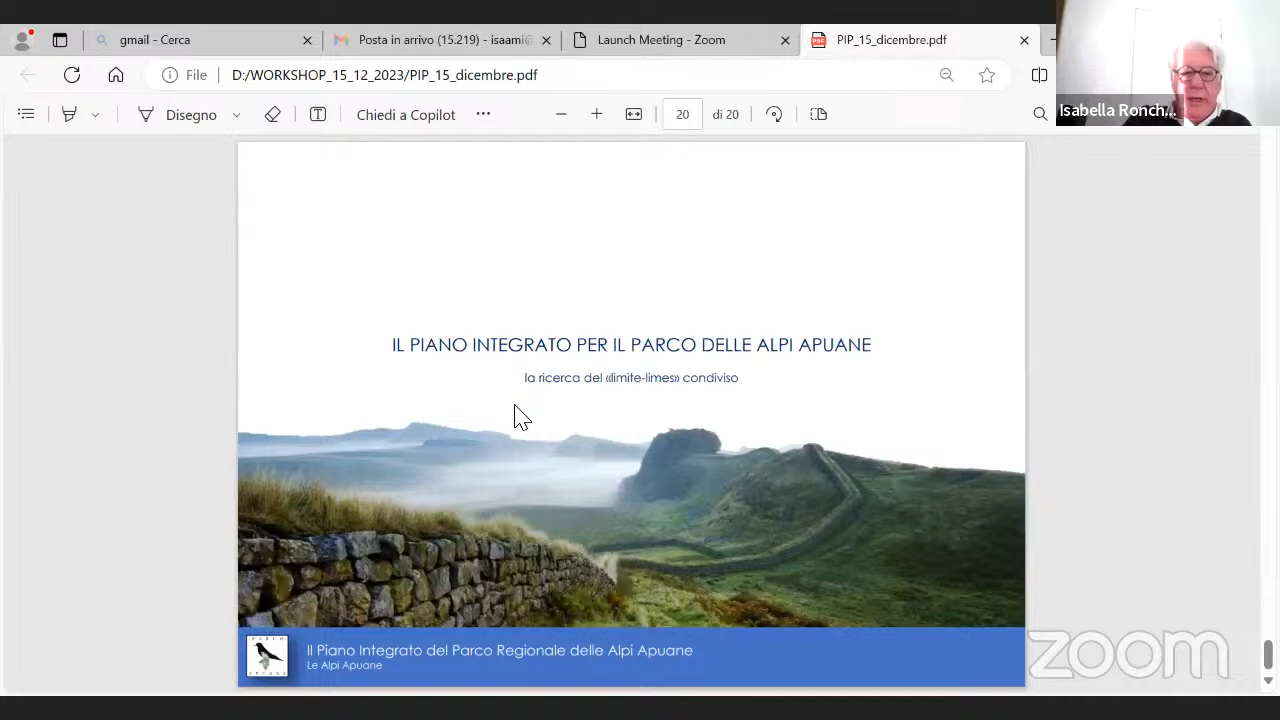 gmail - Cerca
Posta in arrivo (15.219) - isaami@
Launch Meeting - Zoom
PIP_15_dicembre.pdf
File
D:/WORKSHOP_15_12_2023/PIP_15_dicembre.pdf
Disegno
Chiedi a Copilot
20
di 20
Isabella Ronch...
IL PIANO INTEGRATO PER IL PARCO DELLE ALPI APUANE
la ricerca del «limite-limes» condiviso
PARCO
APUANE
Il Piano Integrato del Parco Regionale delle Alpi Apuane
Le Alpi Apuane
zoom